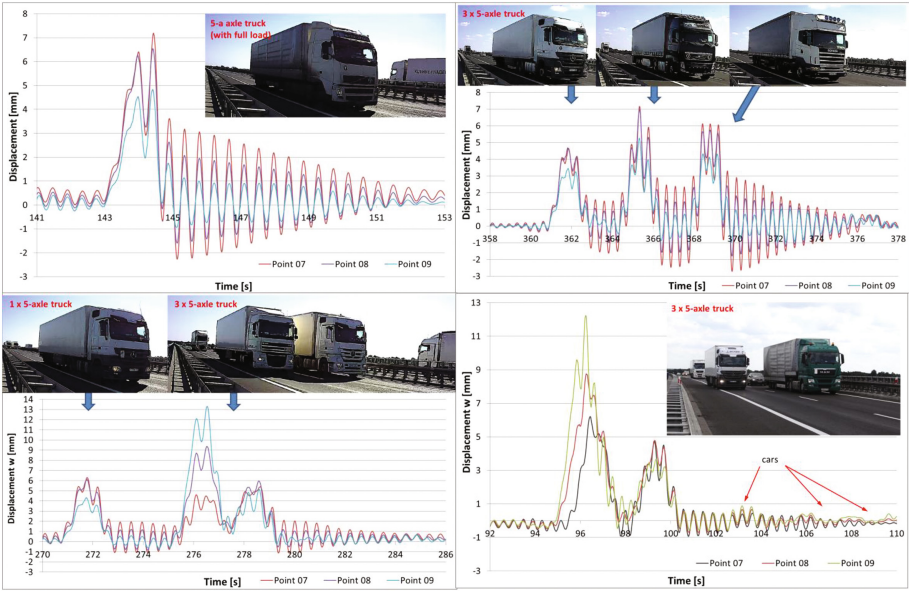 5-a axle truck
(with full load)
Displacement [mm]
8
7
6
5
4
3
2
1
0
-1
-2
-3
141 143 145 147 149 151 153
Point 07 Point 08 Point 09
Time [s]
3 x 5-axle truck
Displacement [mm]
8
7
6
5
4
3
2
1
0
-1
-2
-3
358 360 362 364 366 368 370 372 374 376 378
Time [s]
Point 07 Point 08 Point 09
1 x 5-axle truck
3 x 5-axle truck
Displacement w [mm]
14
13
12
11
10
9
8
7
6
5
4
3
2
1
0
-1
-2
-3
270 272 274 276 278 280 282 284 286
Time [s]
Point 07 Point 08 Point 09
3 x 5-axle truck
Displacement w [mm]
13
11
9
7
5
3
1
-1
-3
cars
92 94 96 98 100 102 104 106 108 110
Time [s]
Point 07 Point 08 Point 09